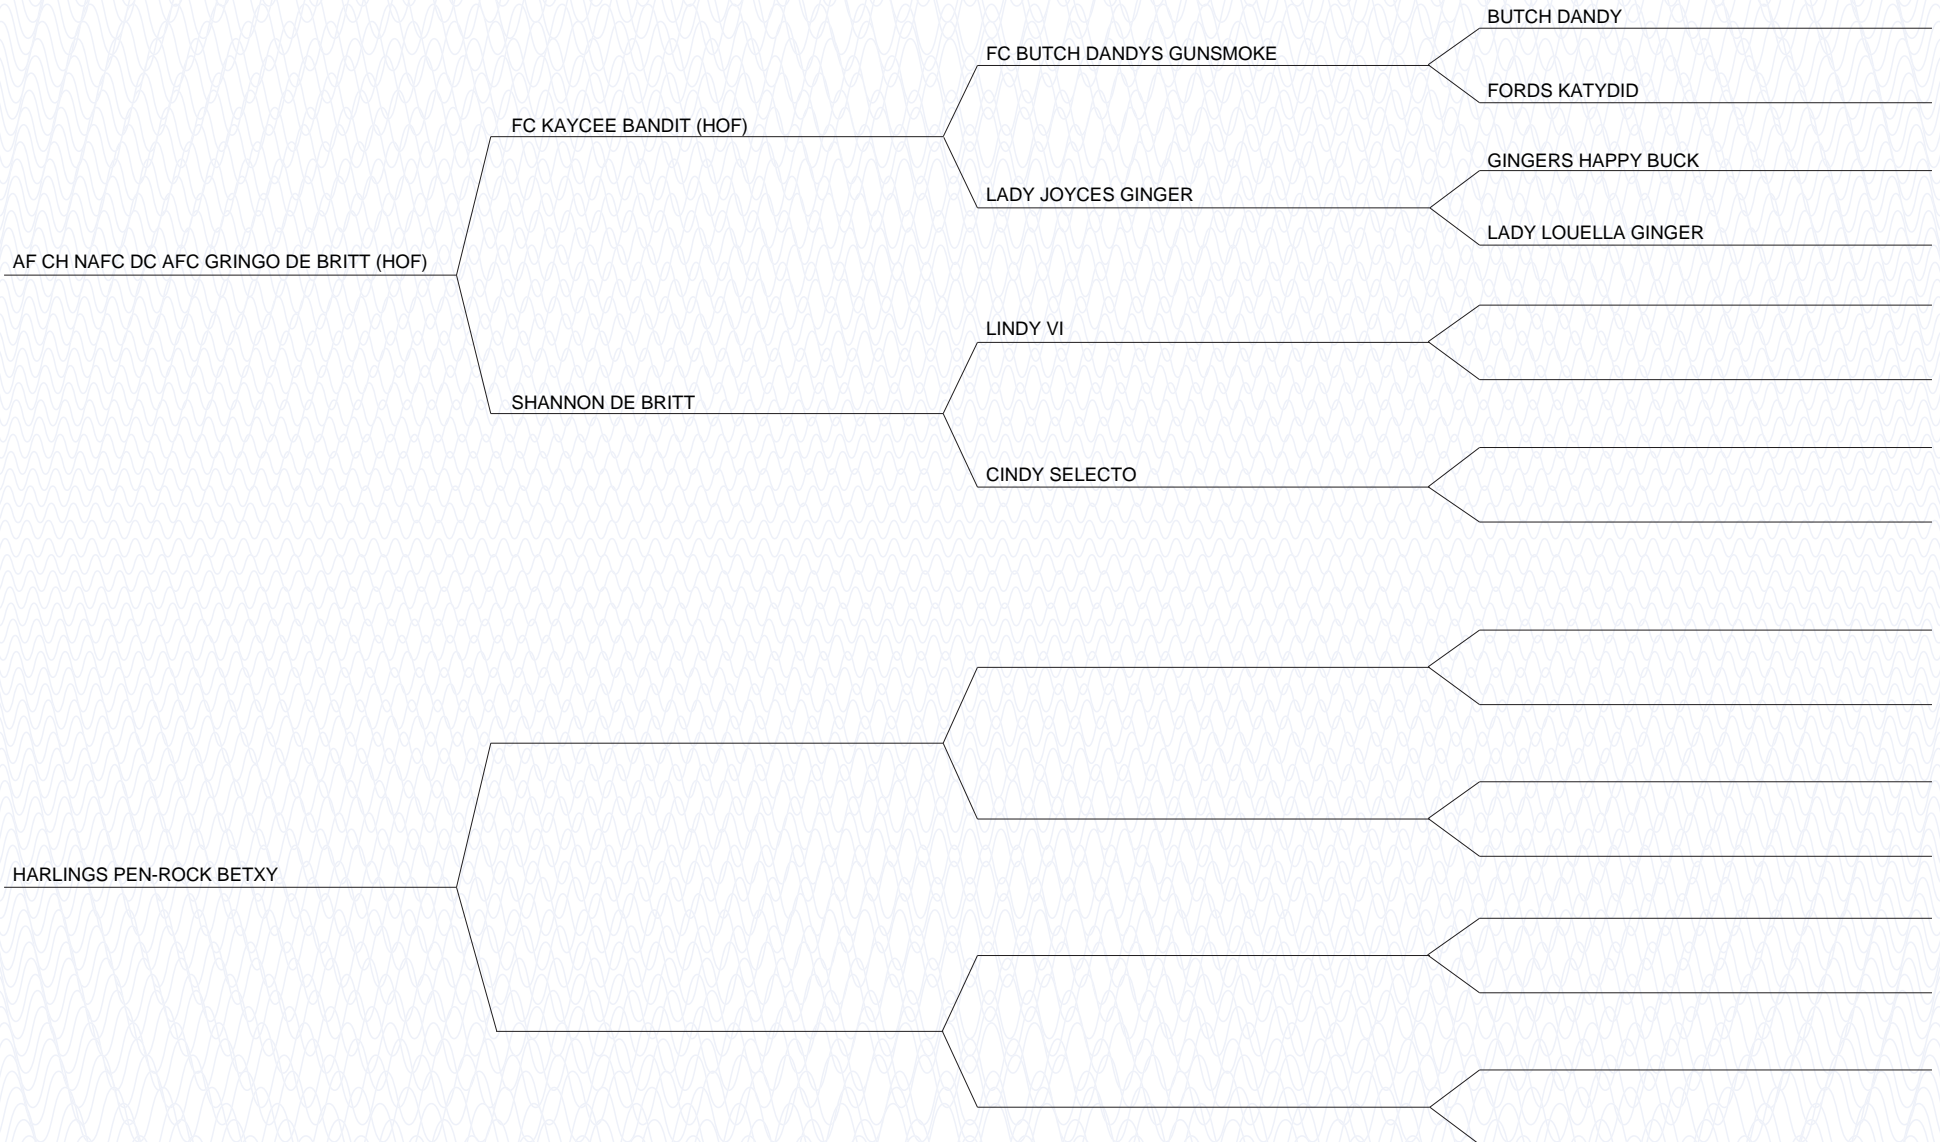 BUTCH DANDY
FC BUTCH DANDYS GUNSMOKE
FORDS KATYDID
FC KAYCEE BANDIT (HOF)
GINGERS HAPPY BUCK
LADY JOYCES GINGER
LADY LOUELLA GINGER
AF CH NAFC DC AFC GRINGO DE BRITT (HOF)
LINDY VI
SHANNON DE BRITT
CINDY SELECTO
HARLINGS PEN-ROCK BETXY